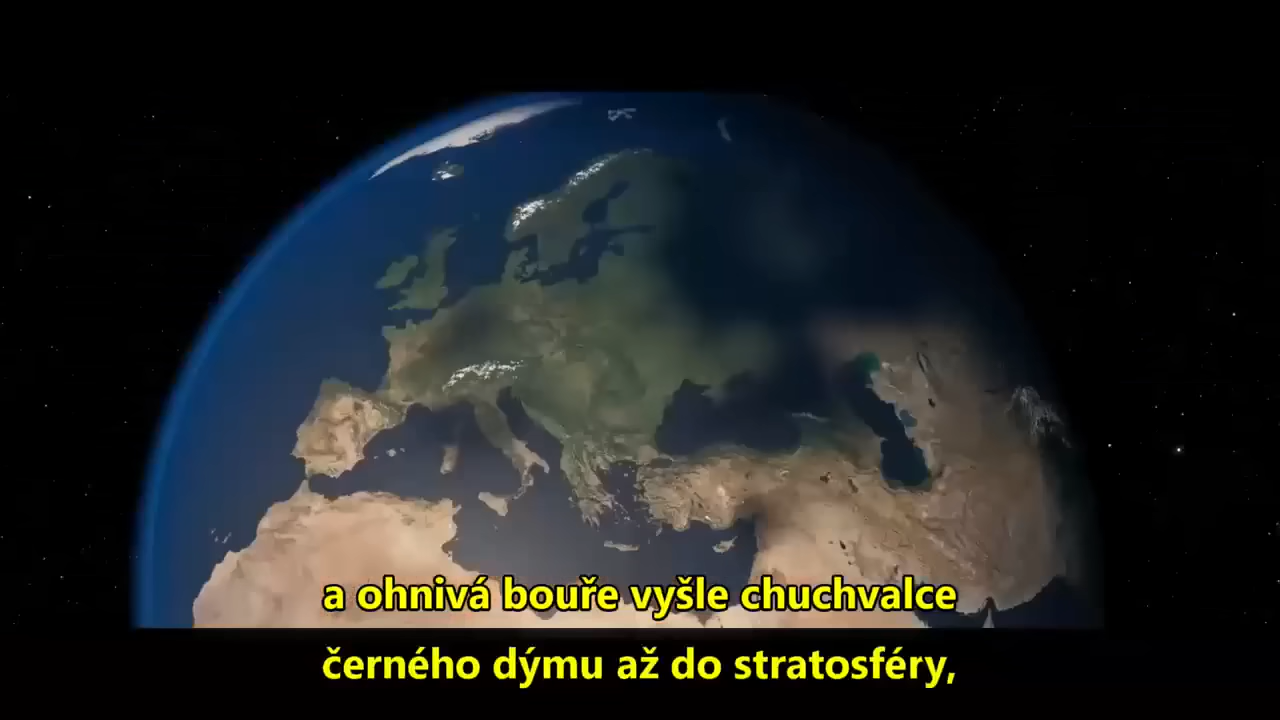 a ohnivá bouře vyšle chuchvalce
černého dýmu až do stratosféry,